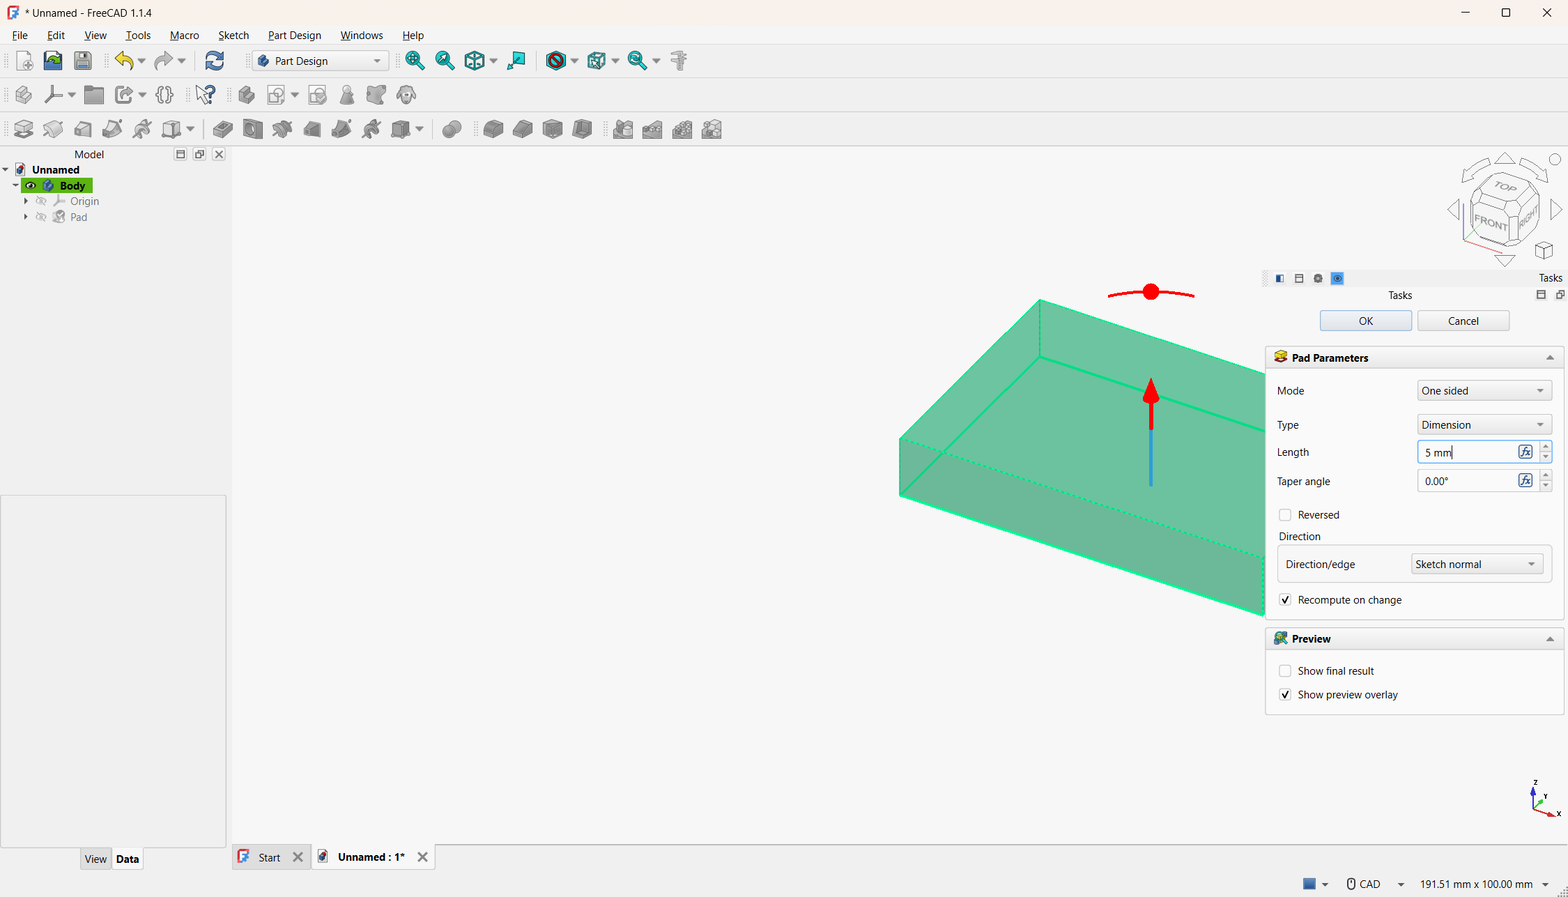 * Unnamed - FreeCAD 1.1.4
File Edit View Tools Macro Sketch Part Design Windows Help
Part Design
Model
Unnamed
Body
Origin
Pad
TOP
FRONT
RIGHT
Tasks
Tasks
OK Cancel
Pad Parameters
Mode One sided
Type Dimension
Length 5 mm
Taper angle 0.00°
Reversed
Direction
Direction/edge Sketch normal
Recompute on change
Preview
Show final result
Show preview overlay
Z
Y
X
View Data
Start Unnamed : 1*
CAD 191.51 mm x 100.00 mm